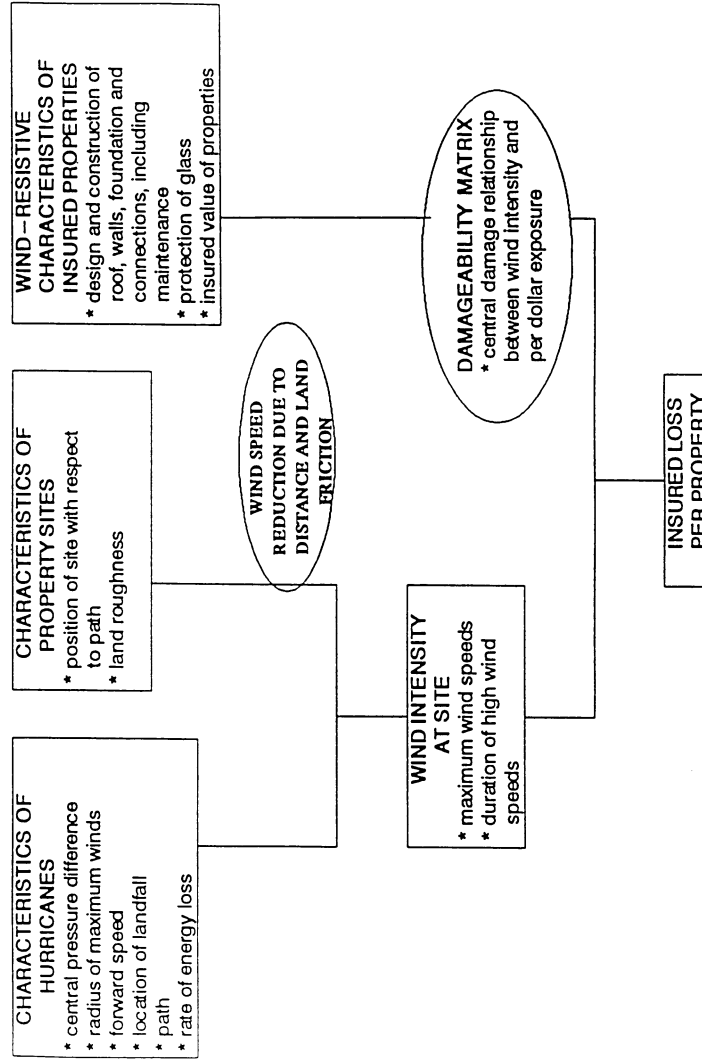 CHARACTERISTICS OF
HURRICANES
* central pressure difference
* radius of maximum winds
* forward speed
* location of landfall
* path
* rate of energy loss
CHARACTERISTICS OF
PROPERTY SITES
* position of site with respect
to path
* land roughness
WIND-RESISTIVE
CHARACTERISTICS OF
INSURED PROPERTIES
* design and construction of
roof, walls, foundation and
connections, including
maintenance
* protection of glass
* insured value of properties
WIND SPEED
REDUCTION DUE TO
DISTANCE AND LAND
FRICTION
WIND INTENSITY
AT SITE
* maximum wind speeds
* duration of high wind
speeds
DAMAGEABILITY MATRIX
* central damage relationship
between wind intensity and
per dollar exposure
INSURED LOSS
PER PROPERTY